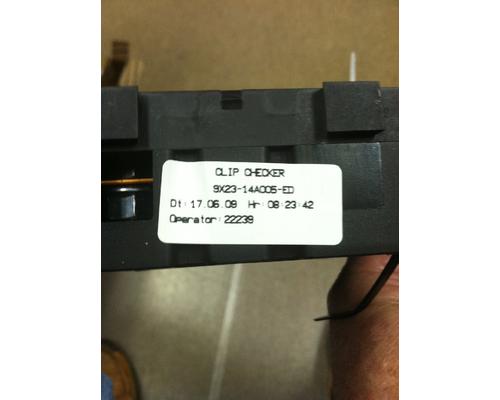 CLIP CHECKER
9X23-14A005-ED
Dt:17.06.09 Hr:08:23:42
Operator:22239